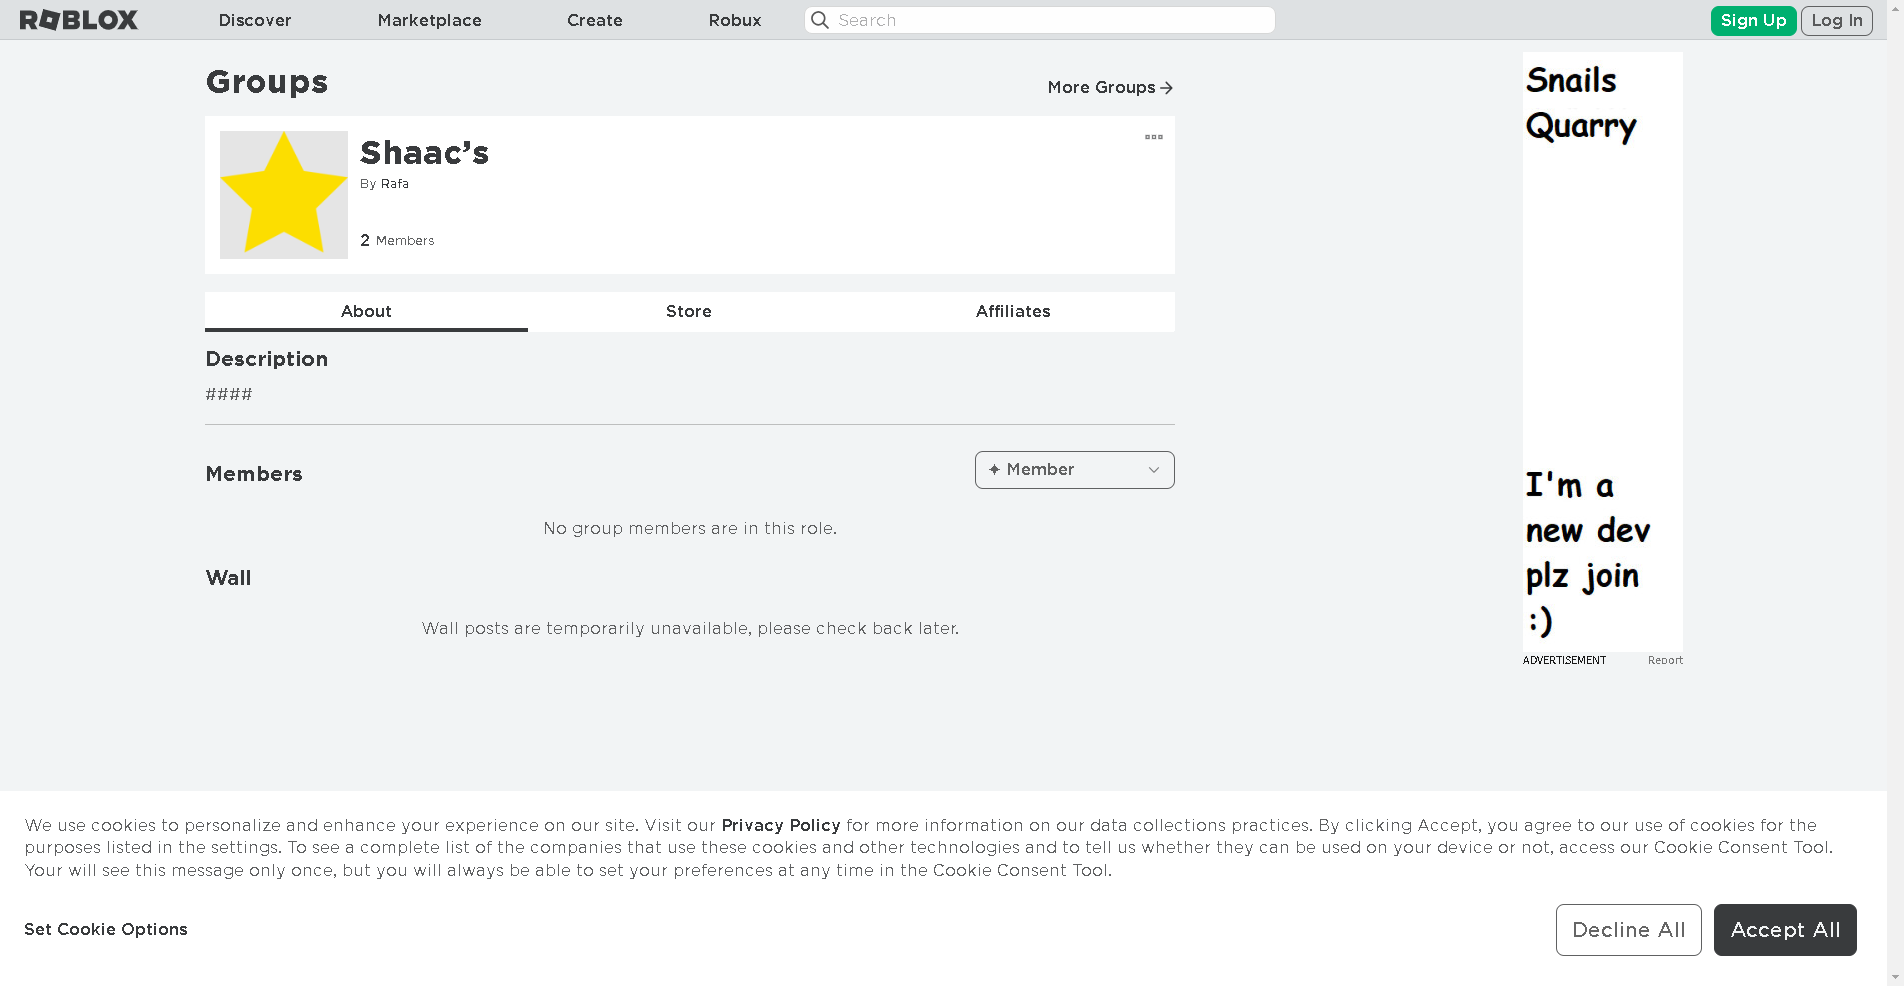 ROBLOX Discover Marketplace Create Robux Search Sign Up Log In
Groups
More Groups
Shaac’s
By Rafa
2 Members
About Store Affiliates
Description
####
Members
Member
No group members are in this role.
Wall
Wall posts are temporarily unavailable, please check back later.
Snails
Quarry
I'm a
new dev
plz join
:)
ADVERTISEMENT Report
We use cookies to personalize and enhance your experience on our site. Visit our Privacy Policy for more information on our data collections practices. By clicking Accept, you agree to our use of cookies for the
purposes listed in the settings. To see a complete list of the companies that use these cookies and other technologies and to tell us whether they can be used on your device or not, access our Cookie Consent Tool.
Your will see this message only once, but you will always be able to set your preferences at any time in the Cookie Consent Tool.
Set Cookie Options
Decline All
Accept All